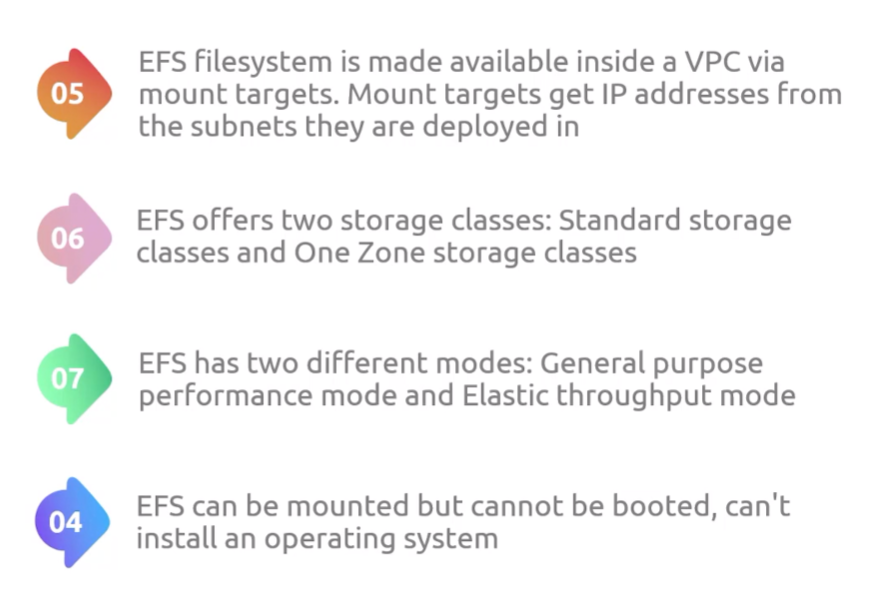 05
EFS filesystem is made available inside a VPC via
mount targets. Mount targets get IP addresses from
the subnets they are deployed in
06
EFS offers two storage classes: Standard storage
classes and One Zone storage classes
07
EFS has two different modes: General purpose
performance mode and Elastic throughput mode
04
EFS can be mounted but cannot be booted, can't
install an operating system